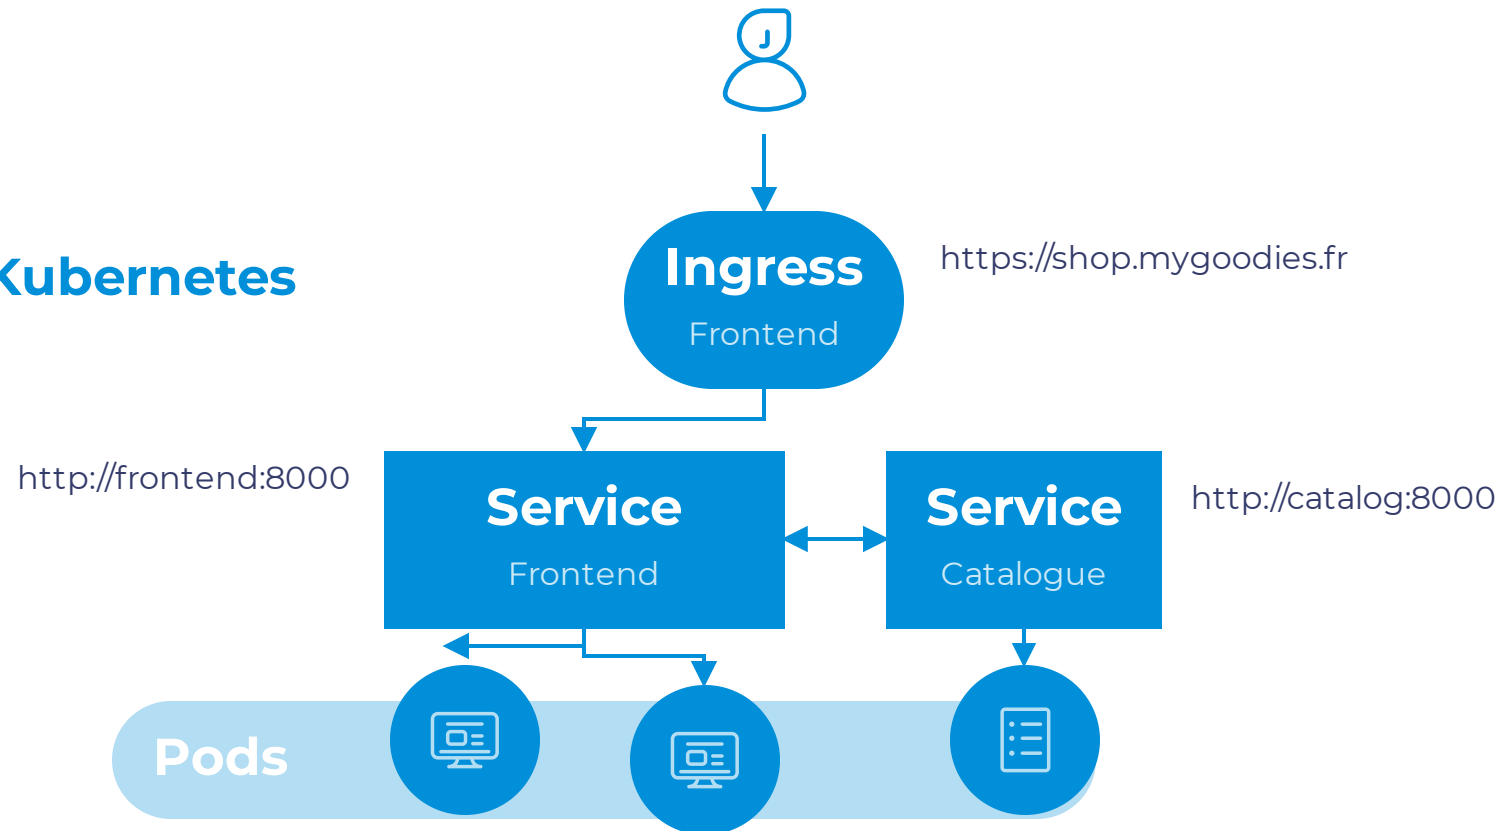 https://shop.mygoodies.fr
Kubernetes
Ingress
Frontend
http://frontend:8000
Service
Frontend
Service
Catalogue
http://catalog:8000
Pods